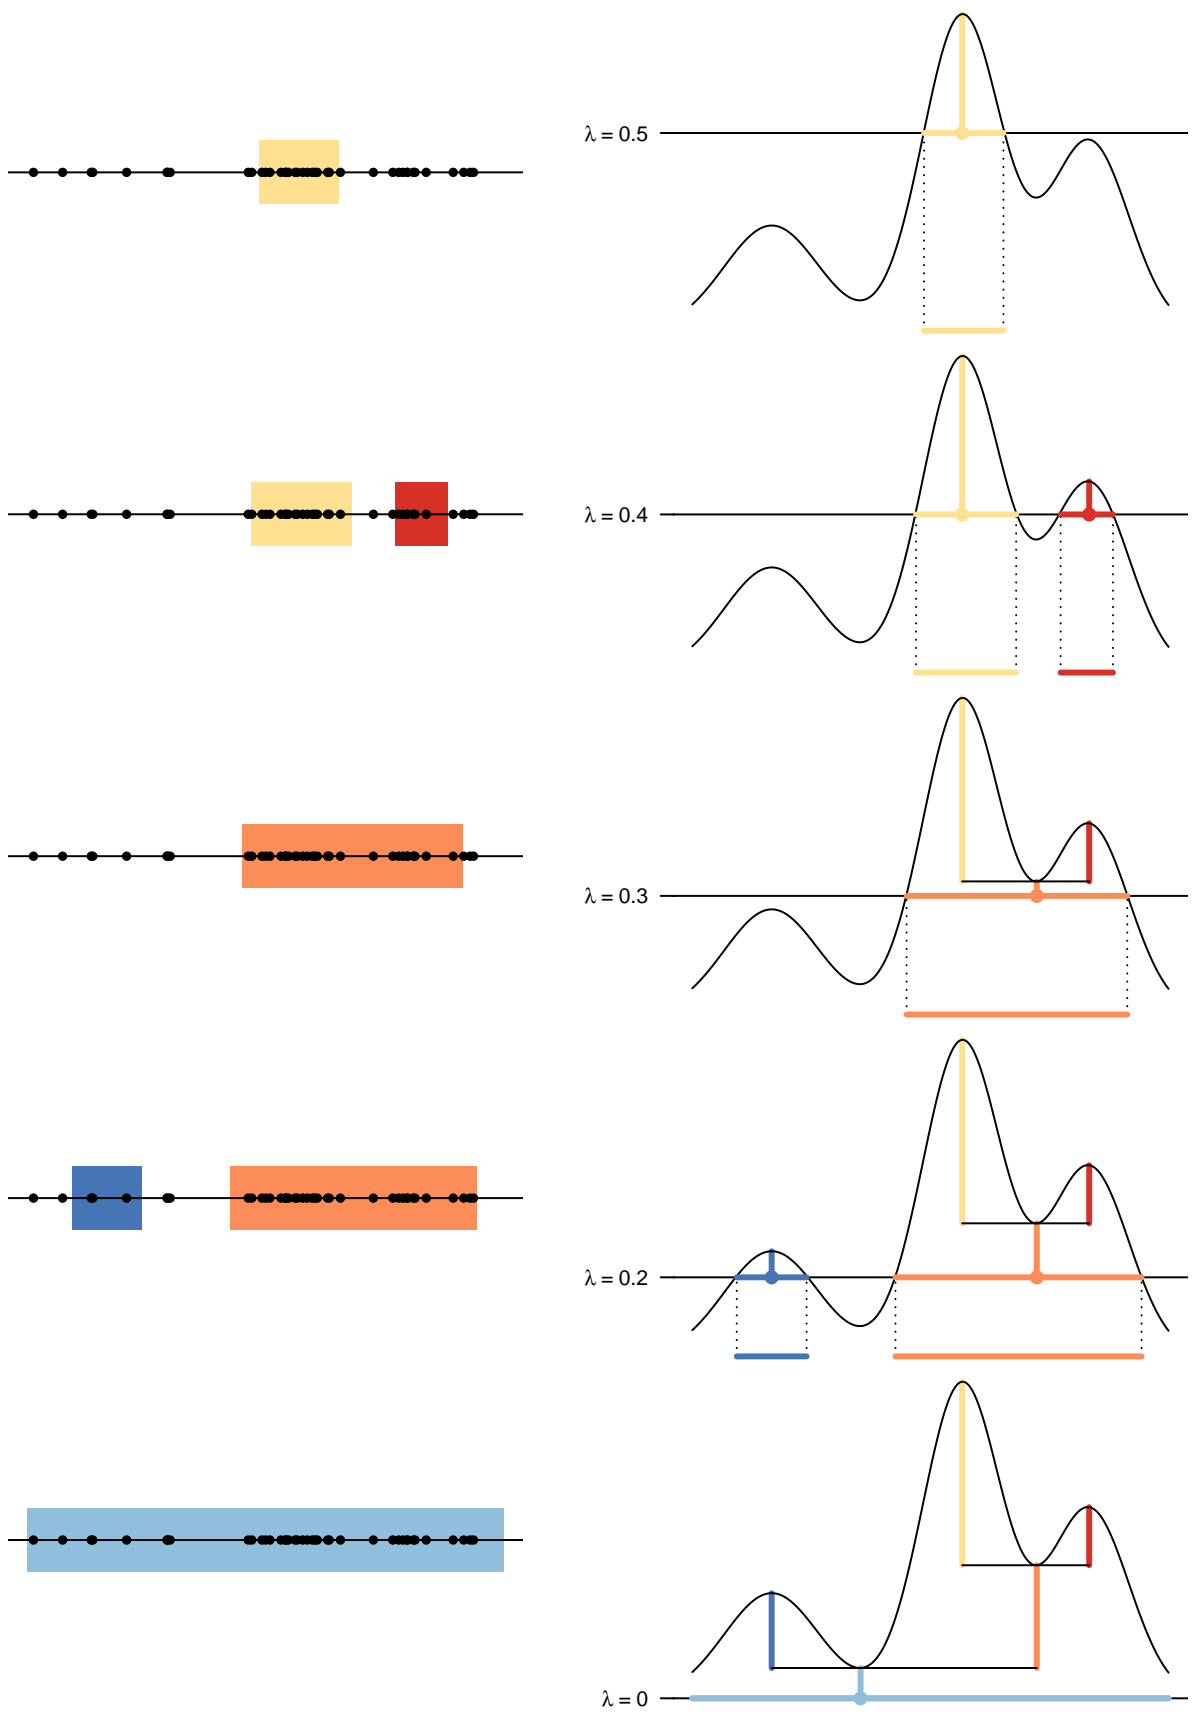 λ = 0.5
λ = 0.4
λ = 0.3
λ = 0.2
λ = 0